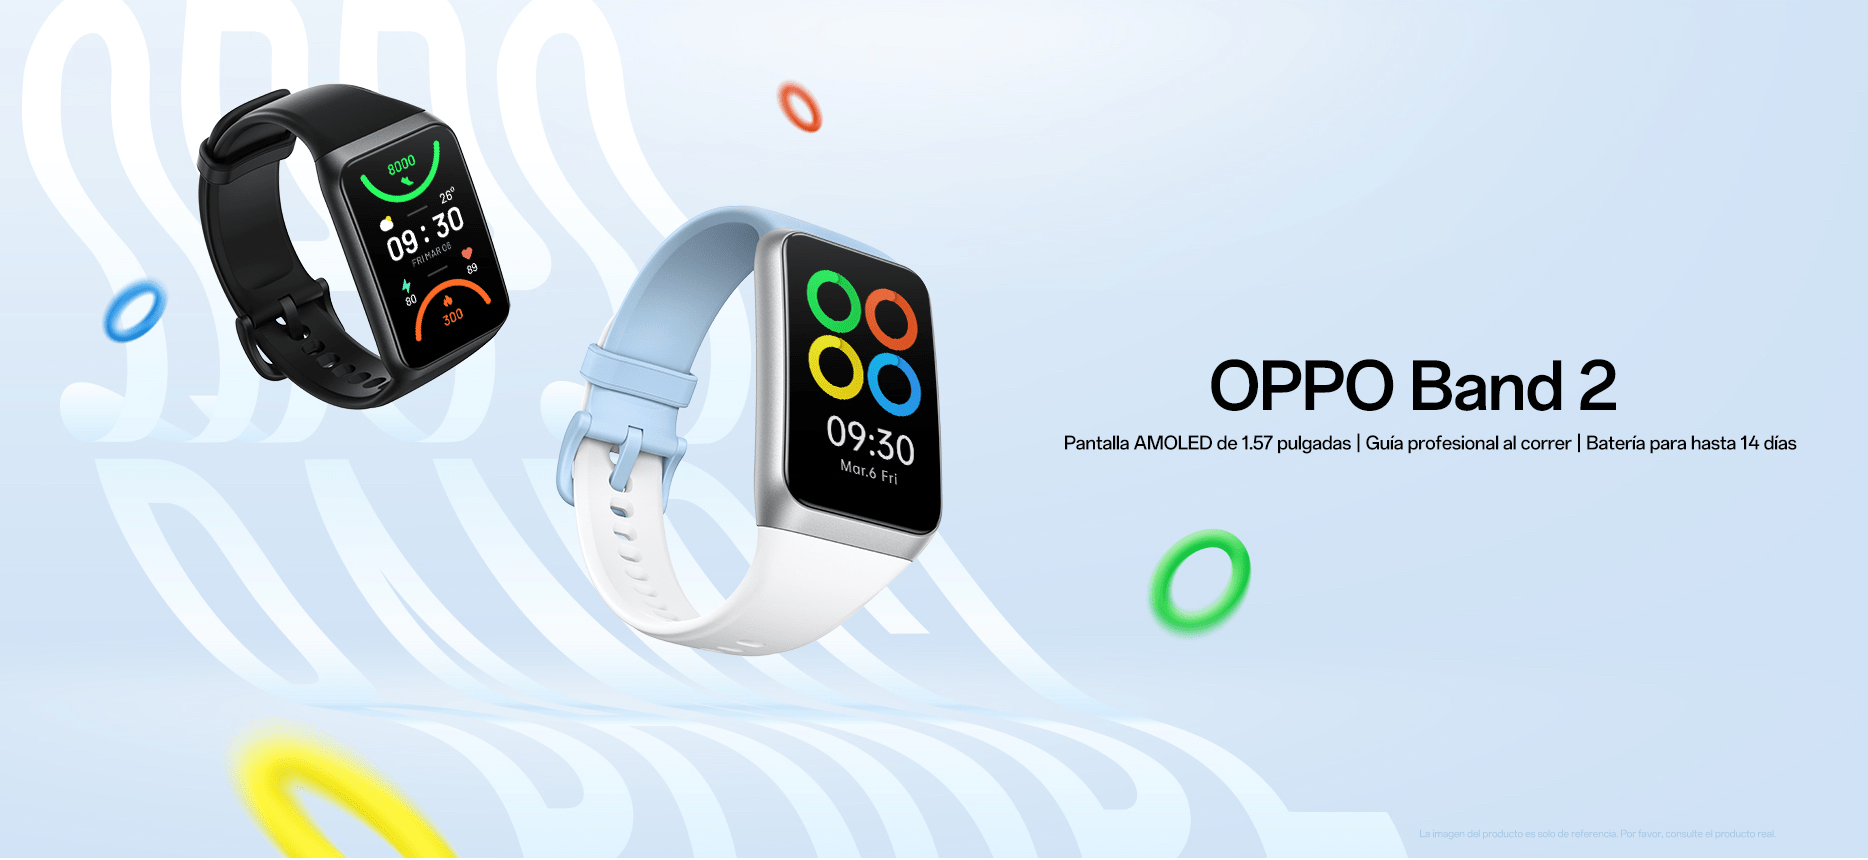 8000
26°
09:30
FRI MAR 06
89
80
300
09:30
Mar.6 Fri
OPPO Band 2
Pantalla AMOLED de 1.57 pulgadas | Guía profesional al correr | Batería para hasta 14 días
La imagen del producto es solo de referencia. Por favor, consulte el producto real.